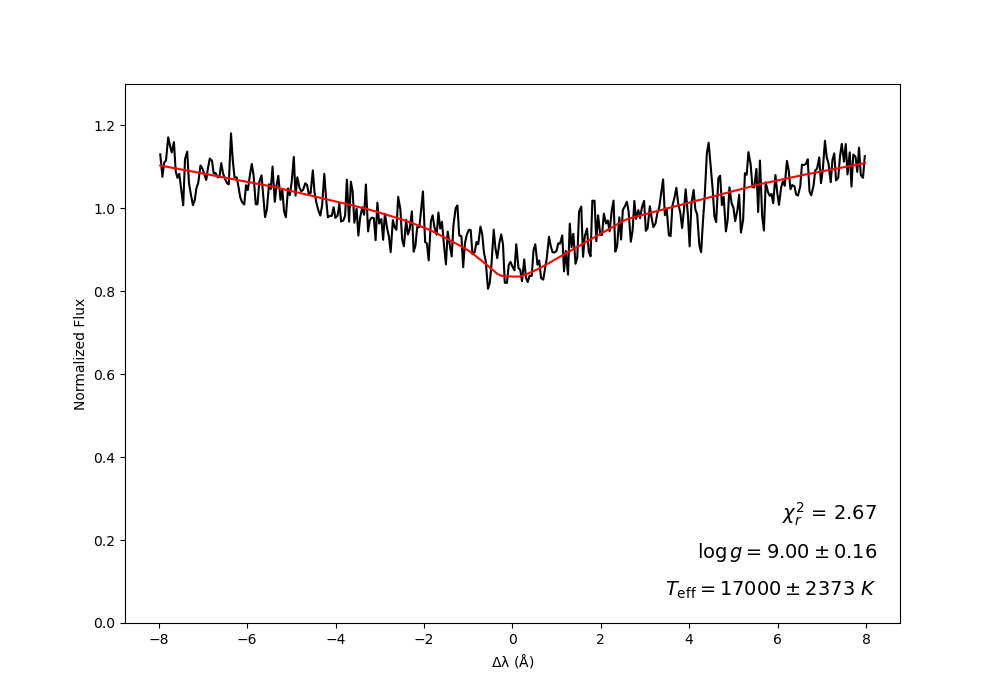 1.2
1.0
0.8
0.6
0.4
0.2
0.0
Normalized Flux
χ²ᵣ = 2.67
log g = 9.00 ± 0.16
T_eff = 17000 ± 2373 K
−8 −6 −4 −2 0 2 4 6 8
Δλ (Å)